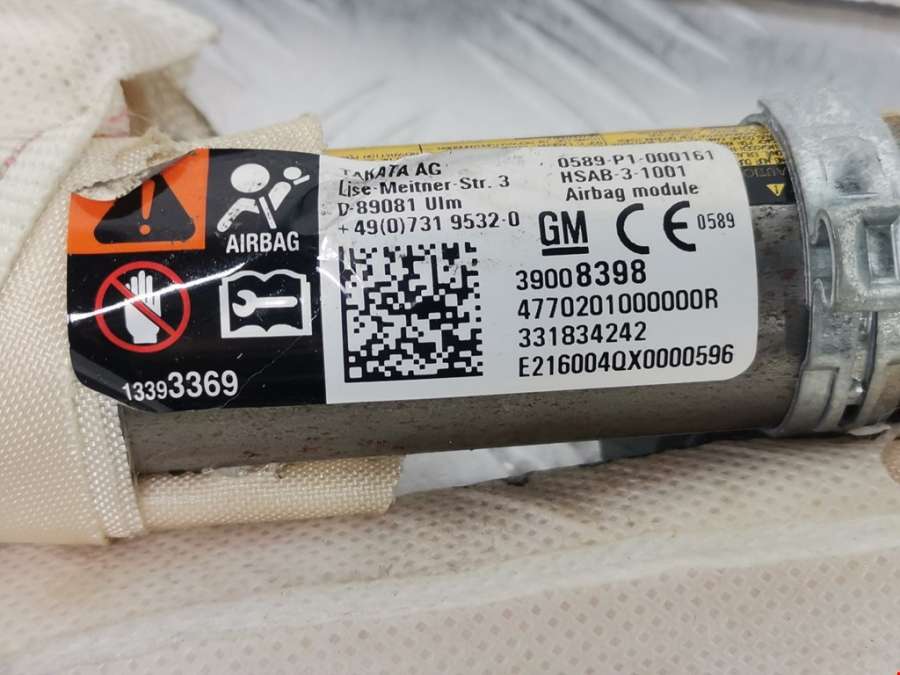 TAKATA AG
Lise-Meitner-Str. 3
D-89081 Ulm
+49(0)731 9532-0
0589-P1-000161
HSAB-3-1001
Airbag module
AIRBAG
GM CE 0589
39008398
4770201000000R
331834242
E216004QX0000596
13393369